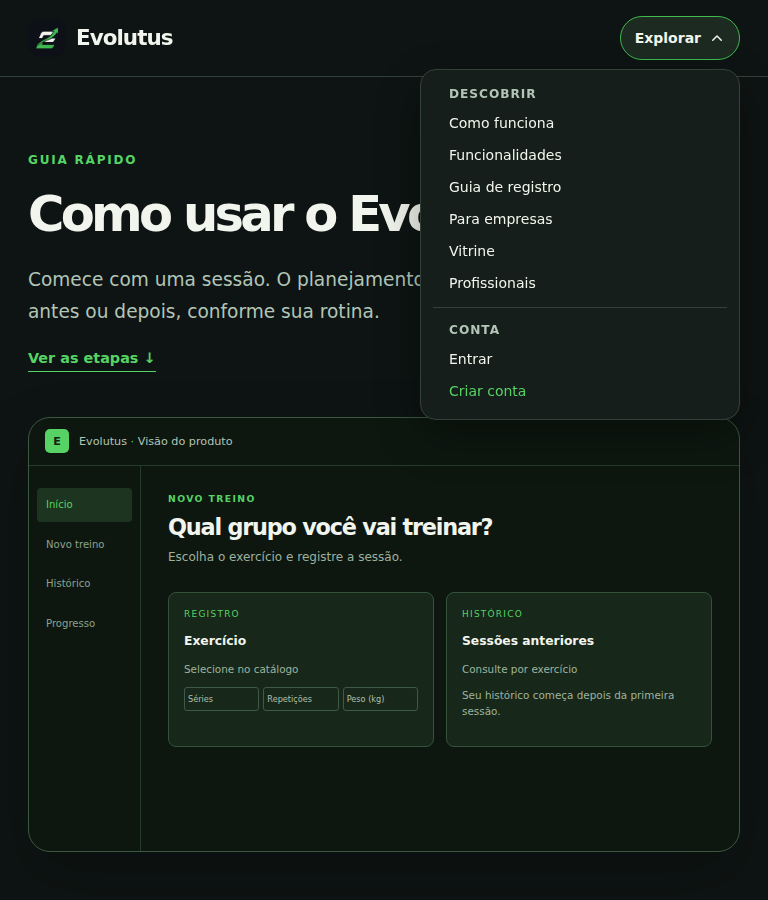 Evolutus
Explorar
DESCOBRIR
Como funciona
Funcionalidades
Guia de registro
Para empresas
Vitrine
Profissionais
CONTA
Entrar
Criar conta
GUIA RÁPIDO
Como usar o
Comece com uma sessão. O planejamento
antes ou depois, conforme sua rotina.
Ver as etapas ↓
E
Evolutus · Visão do produto
Início
Novo treino
Histórico
Progresso
NOVO TREINO
Qual grupo você vai treinar?
Escolha o exercício e registre a sessão.
REGISTRO
Exercício
Selecione no catálogo
Séries
Repetições
Peso (kg)
HISTÓRICO
Sessões anteriores
Consulte por exercício
Seu histórico começa depois da primeira
sessão.